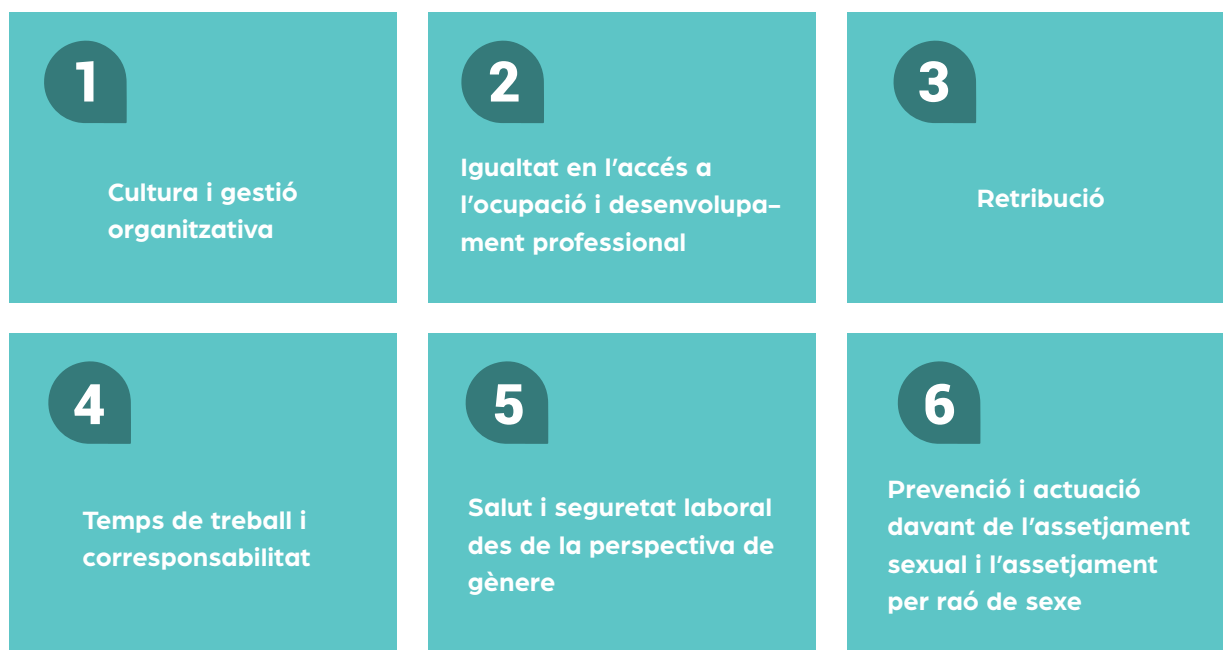 1
Cultura i gestió
organitzativa
2
Igualtat en l'accés a
l'ocupació i desenvolupa-
ment professional
3
Retribució
4
Temps de treball i
corresponsabilitat
5
Salut i seguretat laboral
des de la perspectiva de
gènere
6
Prevenció i actuació
davant de l'assetjament
sexual i l'assetjament
per raó de sexe